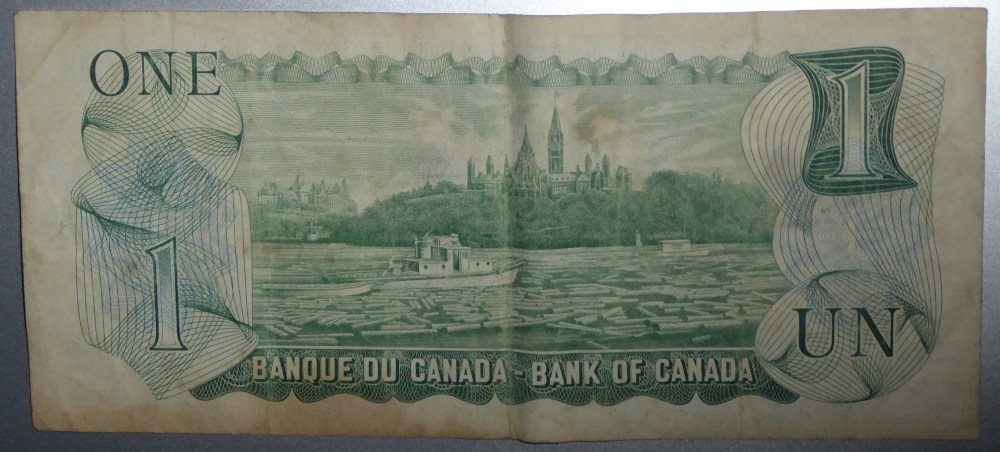 ONE
1
1
UN
BANQUE DU CANADA - BANK OF CANADA